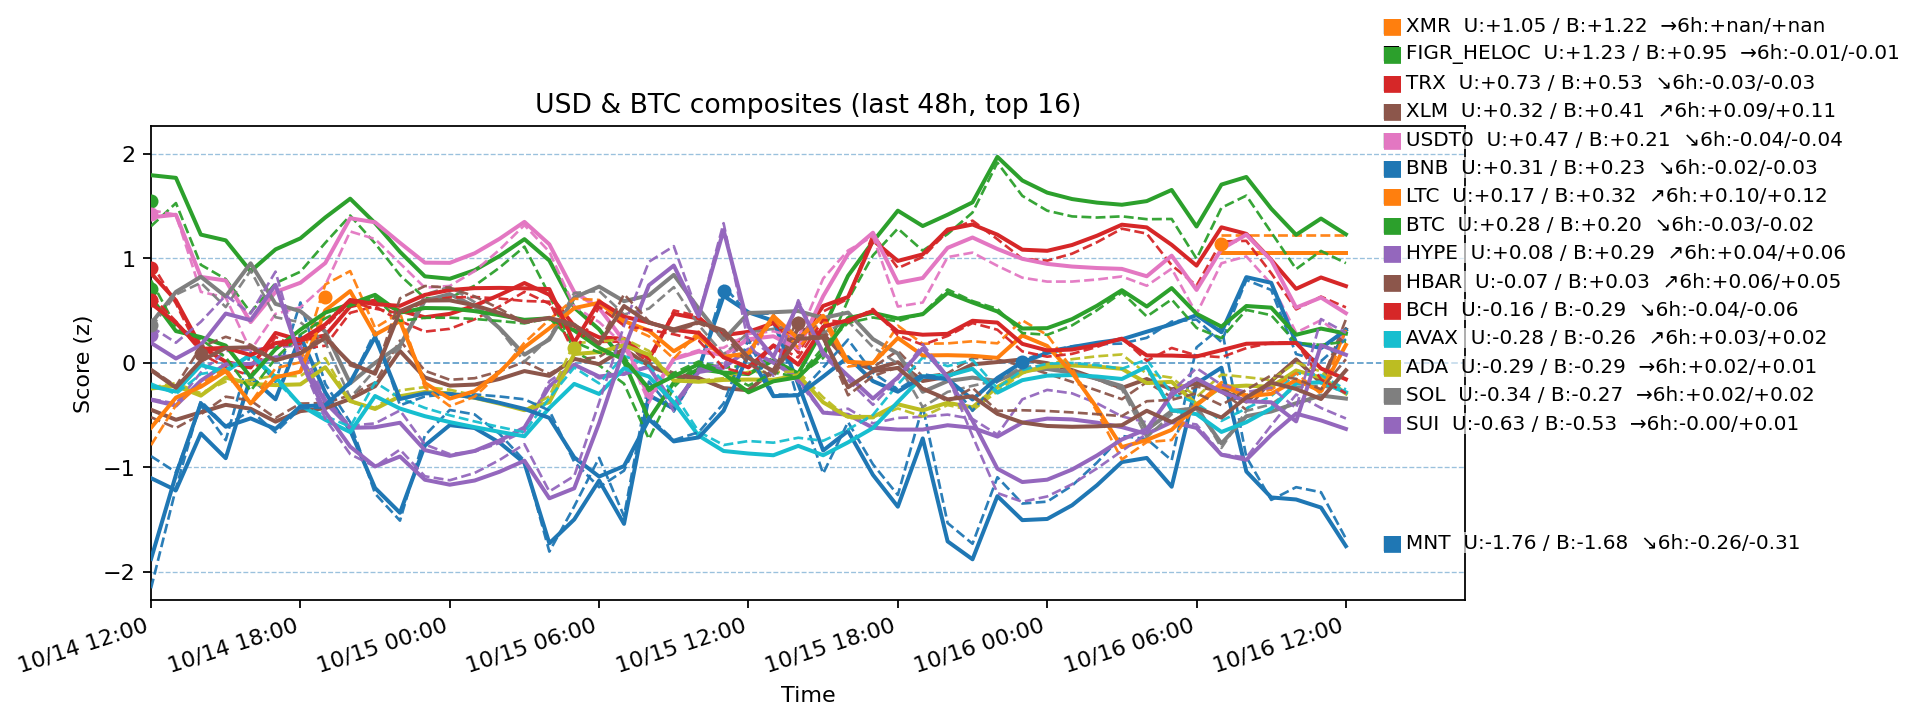 XMR U:+1.05 / B:+1.22 →6h:+nan/+nan
FIGR_HELOC U:+1.23 / B:+0.95 →6h:-0.01/-0.01
TRX U:+0.73 / B:+0.53 ↘6h:-0.03/-0.03
USD & BTC composites (last 48h, top 16)
XLM U:+0.32 / B:+0.41 ↗6h:+0.09/+0.11
USDT0 U:+0.47 / B:+0.21 ↘6h:-0.04/-0.04
BNB U:+0.31 / B:+0.23 ↘6h:-0.02/-0.03
LTC U:+0.17 / B:+0.32 ↗6h:+0.10/+0.12
BTC U:+0.28 / B:+0.20 ↘6h:-0.03/-0.02
HYPE U:+0.08 / B:+0.29 ↗6h:+0.04/+0.06
HBAR U:-0.07 / B:+0.03 ↗6h:+0.06/+0.05
BCH U:-0.16 / B:-0.29 ↘6h:-0.04/-0.06
AVAX U:-0.28 / B:-0.26 ↗6h:+0.03/+0.02
ADA U:-0.29 / B:-0.29 →6h:+0.02/+0.01
SOL U:-0.34 / B:-0.27 →6h:+0.02/+0.02
SUI U:-0.63 / B:-0.53 →6h:-0.00/+0.01
MNT U:-1.76 / B:-1.68 ↘6h:-0.26/-0.31
Score (z)
2
1
0
−1
−2
10/14 12:00
10/14 18:00
10/15 00:00
10/15 06:00
10/15 12:00
10/15 18:00
10/16 00:00
10/16 06:00
10/16 12:00
Time